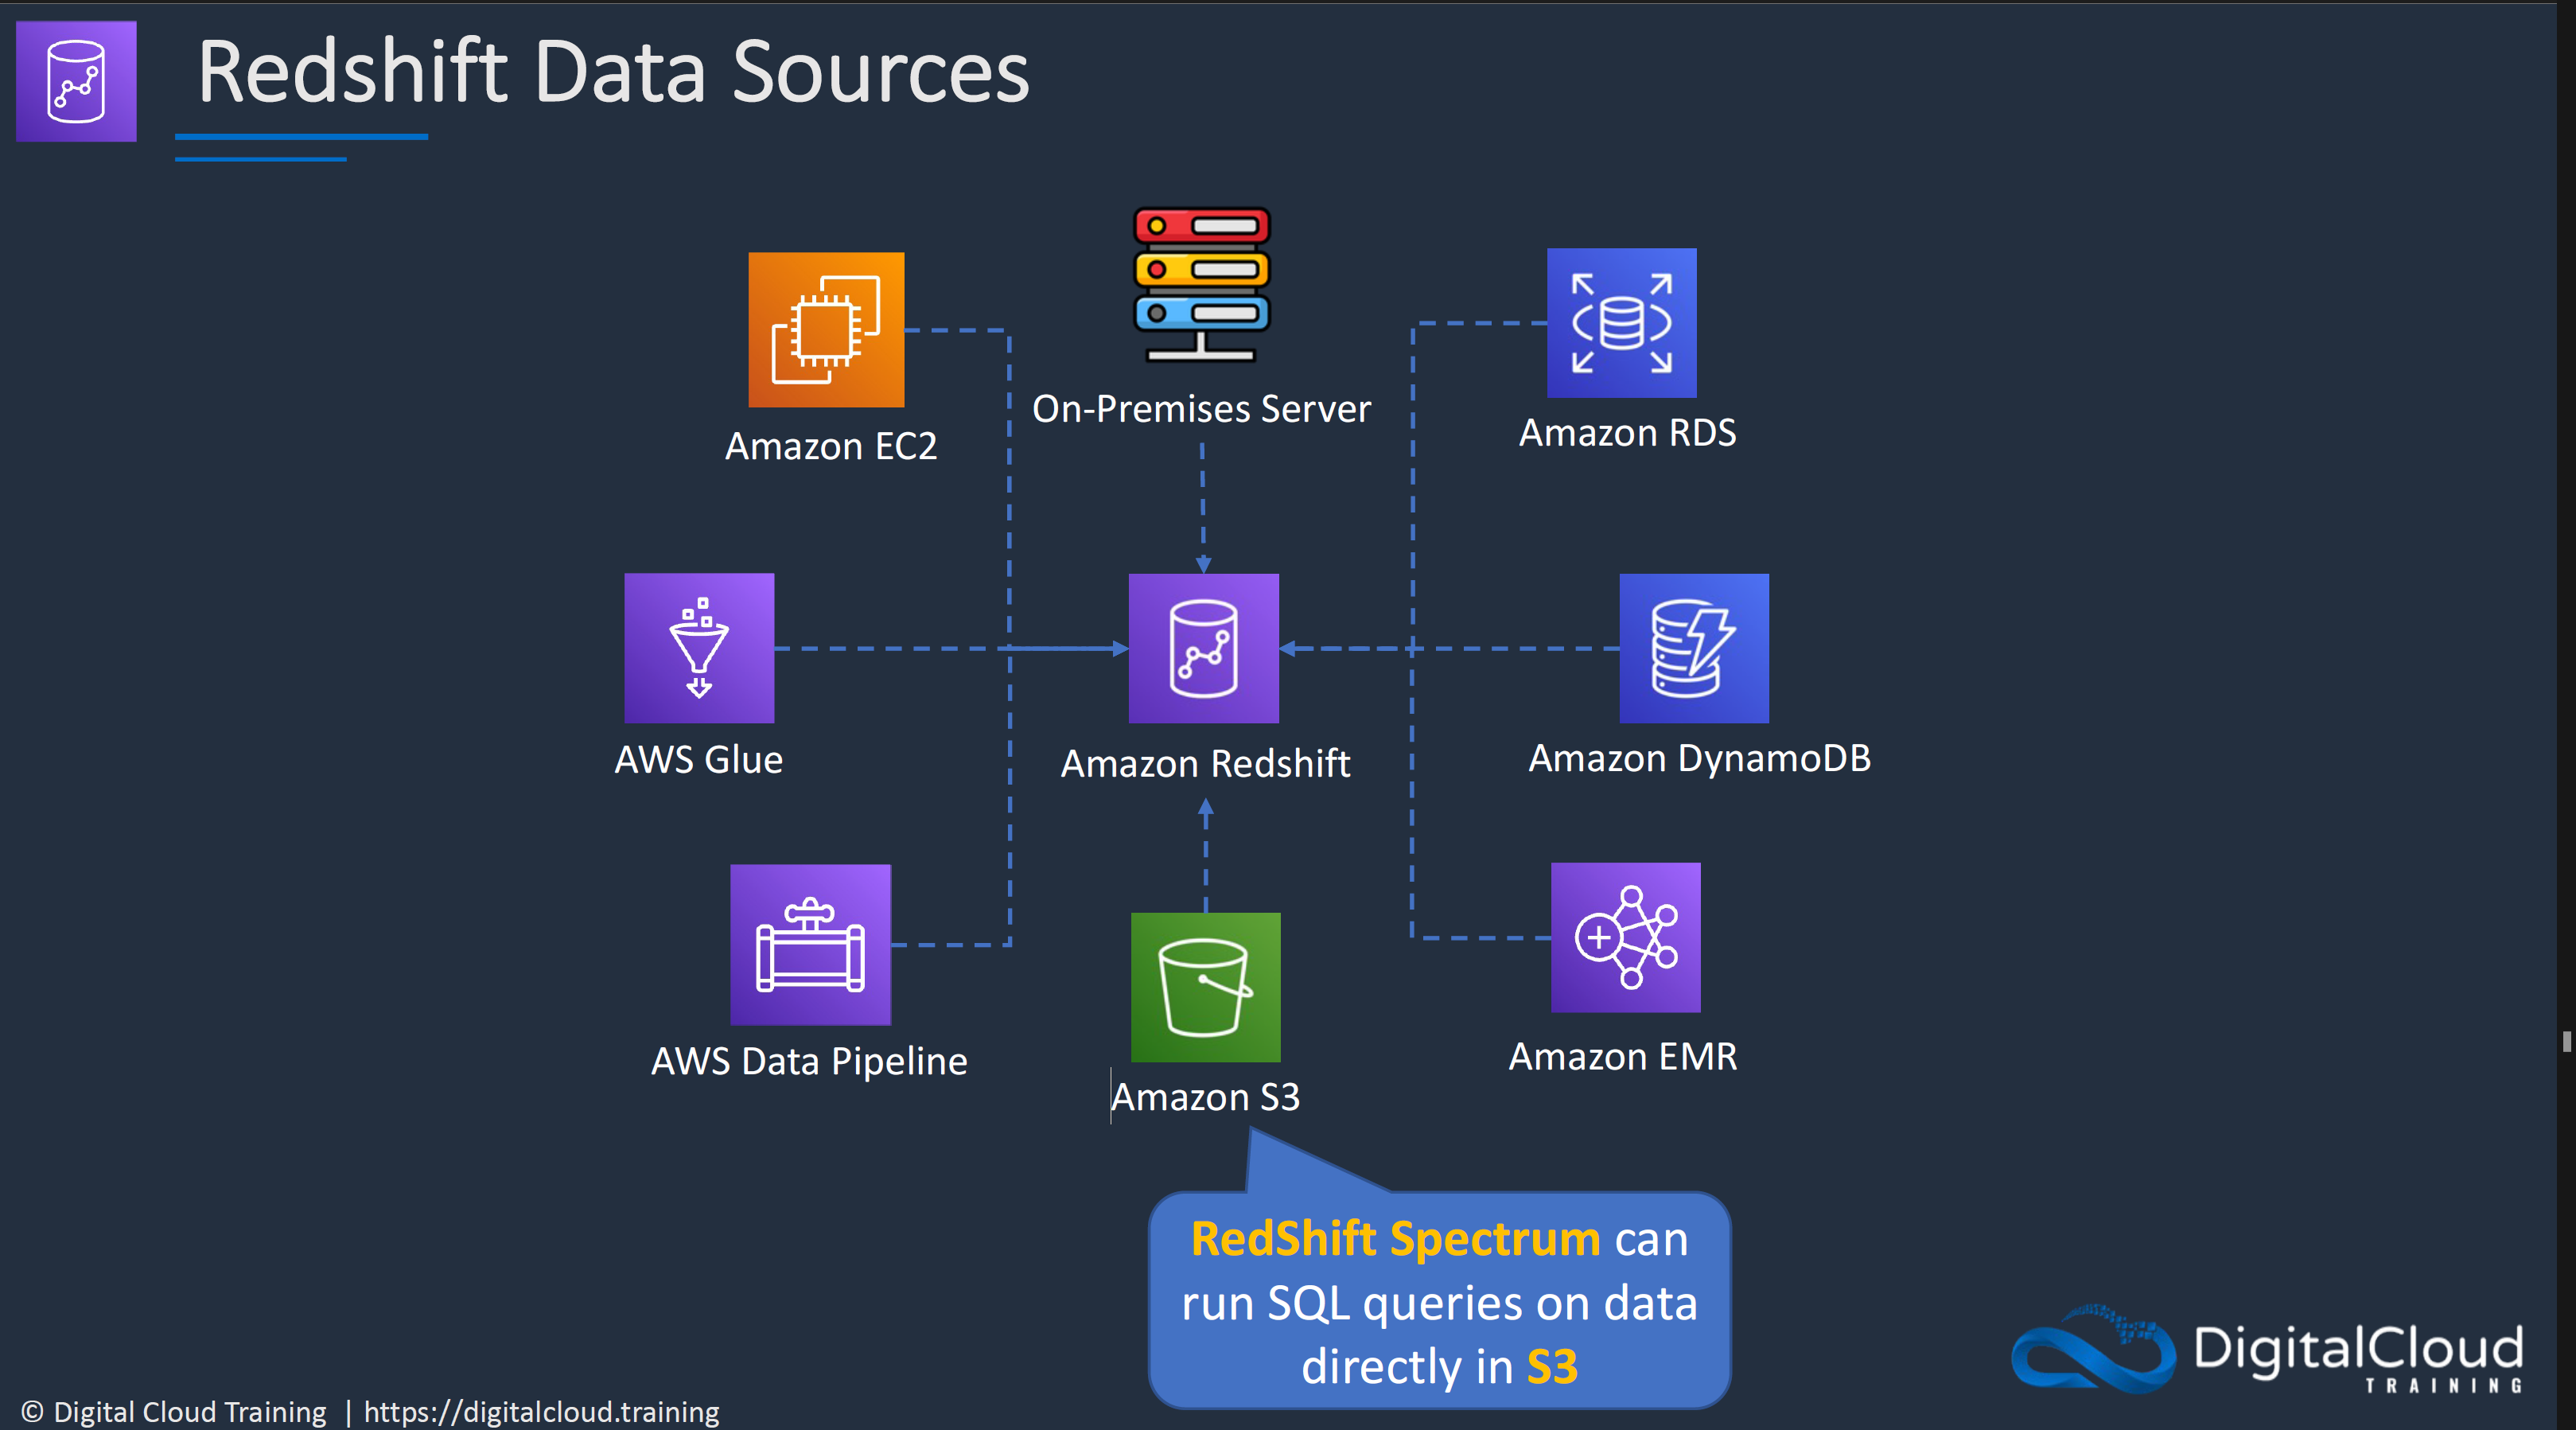 Redshift Data Sources
On-Premises Server
Amazon EC2
Amazon RDS
AWS Glue
Amazon Redshift
Amazon DynamoDB
AWS Data Pipeline
Amazon S3
Amazon EMR
RedShift Spectrum can
run SQL queries on data
directly in S3
DigitalCloud
TRAINING
© Digital Cloud Training | https://digitalcloud.training